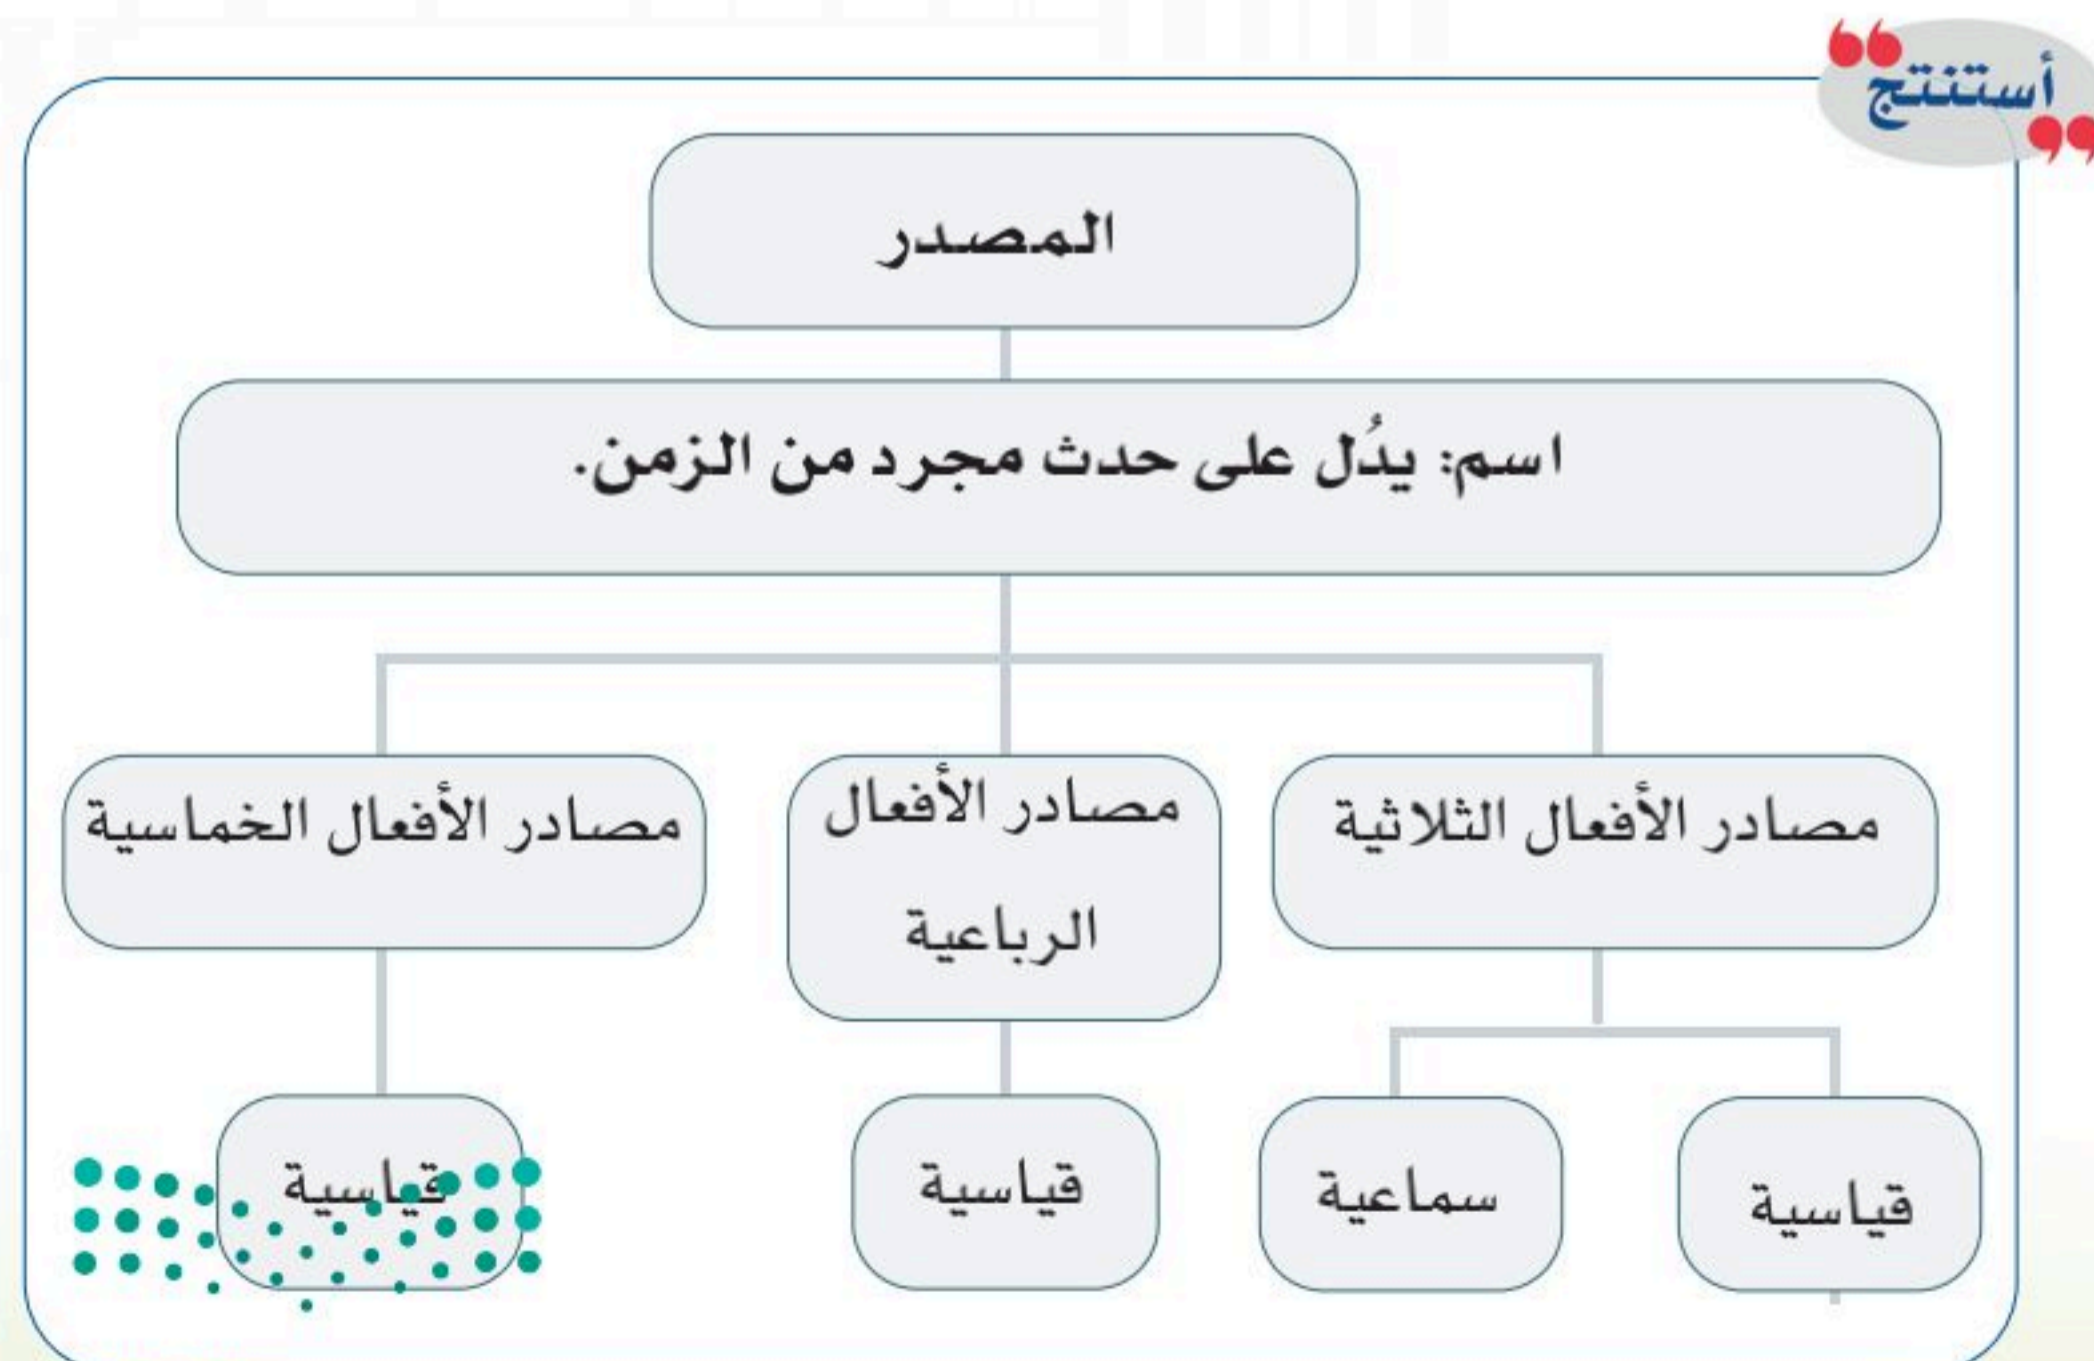 أستنتج
المصدر
اسم: يدُل على حدث مجرد من الزمن.
مصادر الأفعال الثلاثية
مصادر الأفعال
الرباعية
مصادر الأفعال الخماسية
قياسية
سماعية
قياسية
قياسية